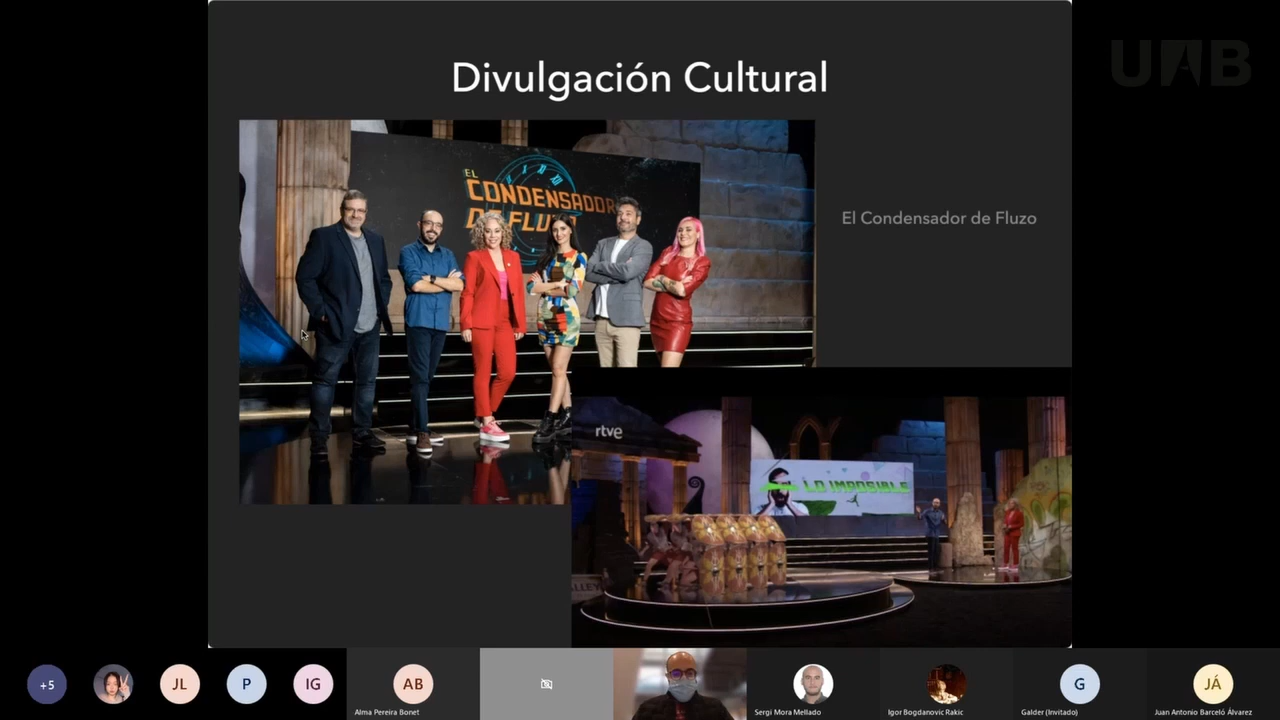 Divulgación Cultural
UAB
EL
CONDENSADOR
DE FLUZO
El Condensador de Fluzo
rtve
LO IMPOSIBLE
+5
JL
P
IG
AB
G
JÁ
Alma Pereira Bonet
Sergi Mora Mellado
Igor Bogdanovic Rakic
Galder (Invitado)
Juan Antonio Barceló Álvarez